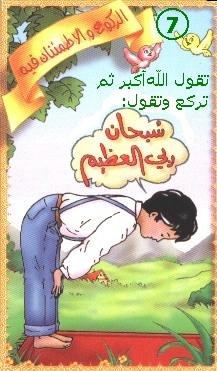 7
الركوع والاطمئنان فيه
تقول الله أكبر ثم
تركع وتقول:
سبحان
ربي العظيم